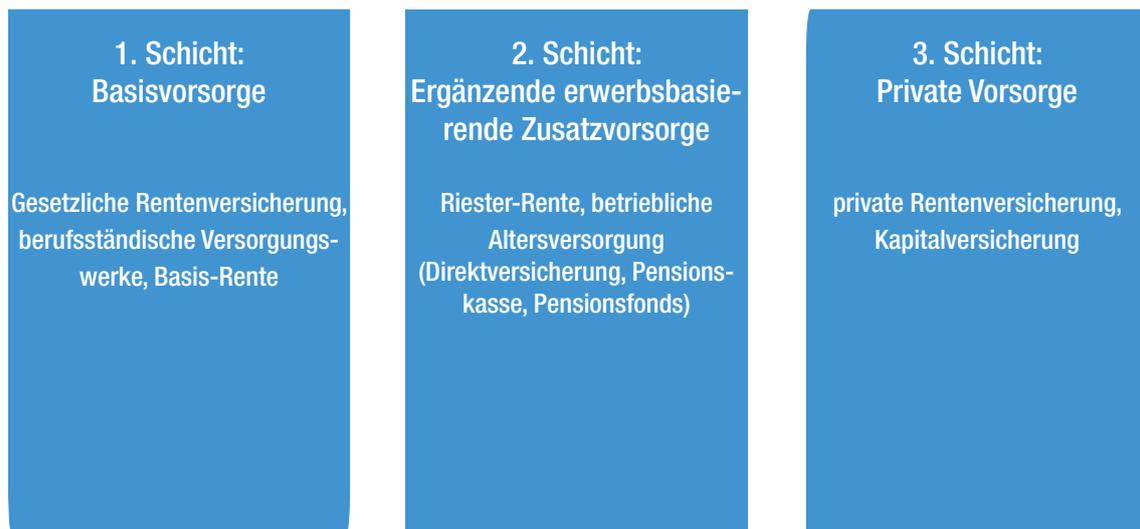 1. Schicht:
Basisvorsorge
Gesetzliche Rentenversicherung,
berufsständische Versorgungs-
werke, Basis-Rente
2. Schicht:
Ergänzende erwerbsbasie-
rende Zusatzvorsorge
Riester-Rente, betriebliche
Altersversorgung
(Direktversicherung, Pensions-
kasse, Pensionsfonds)
3. Schicht:
Private Vorsorge
private Rentenversicherung,
Kapitalversicherung